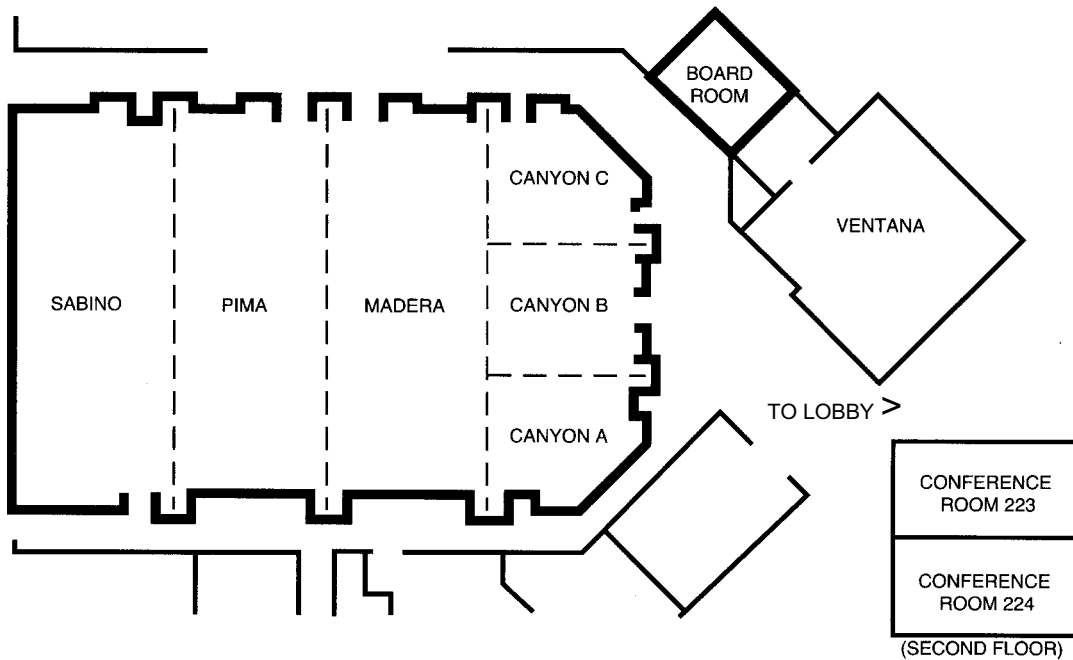 BOARD
ROOM
CANYON C
VENTANA
SABINO
PIMA
MADERA
CANYON B
TO LOBBY >
CANYON A
CONFERENCE
ROOM 223
CONFERENCE
ROOM 224
(SECOND FLOOR)